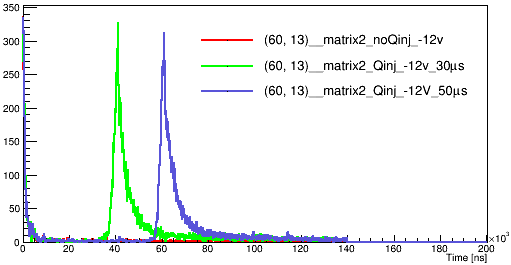 350
300
250
200
150
100
50
0
(60, 13)__matrix2_noQinj_-12v
(60, 13)__matrix2_Qinj_-12v_30µs
(60, 13)__matrix2_Qinj_-12V_50µs
0 20 40 60 80 100 120 140 160 180 200
×10³
Time [ns]